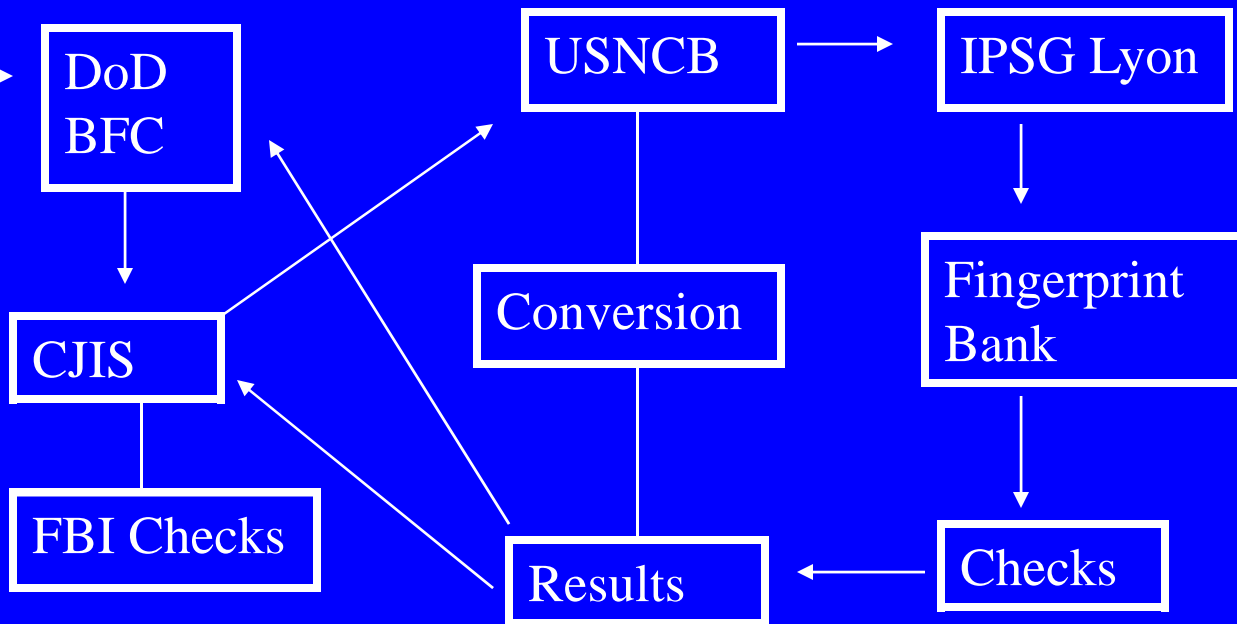 DoD
BFC
USNCB
IPSG Lyon
CJIS
Conversion
Fingerprint
Bank
FBI Checks
Results
Checks